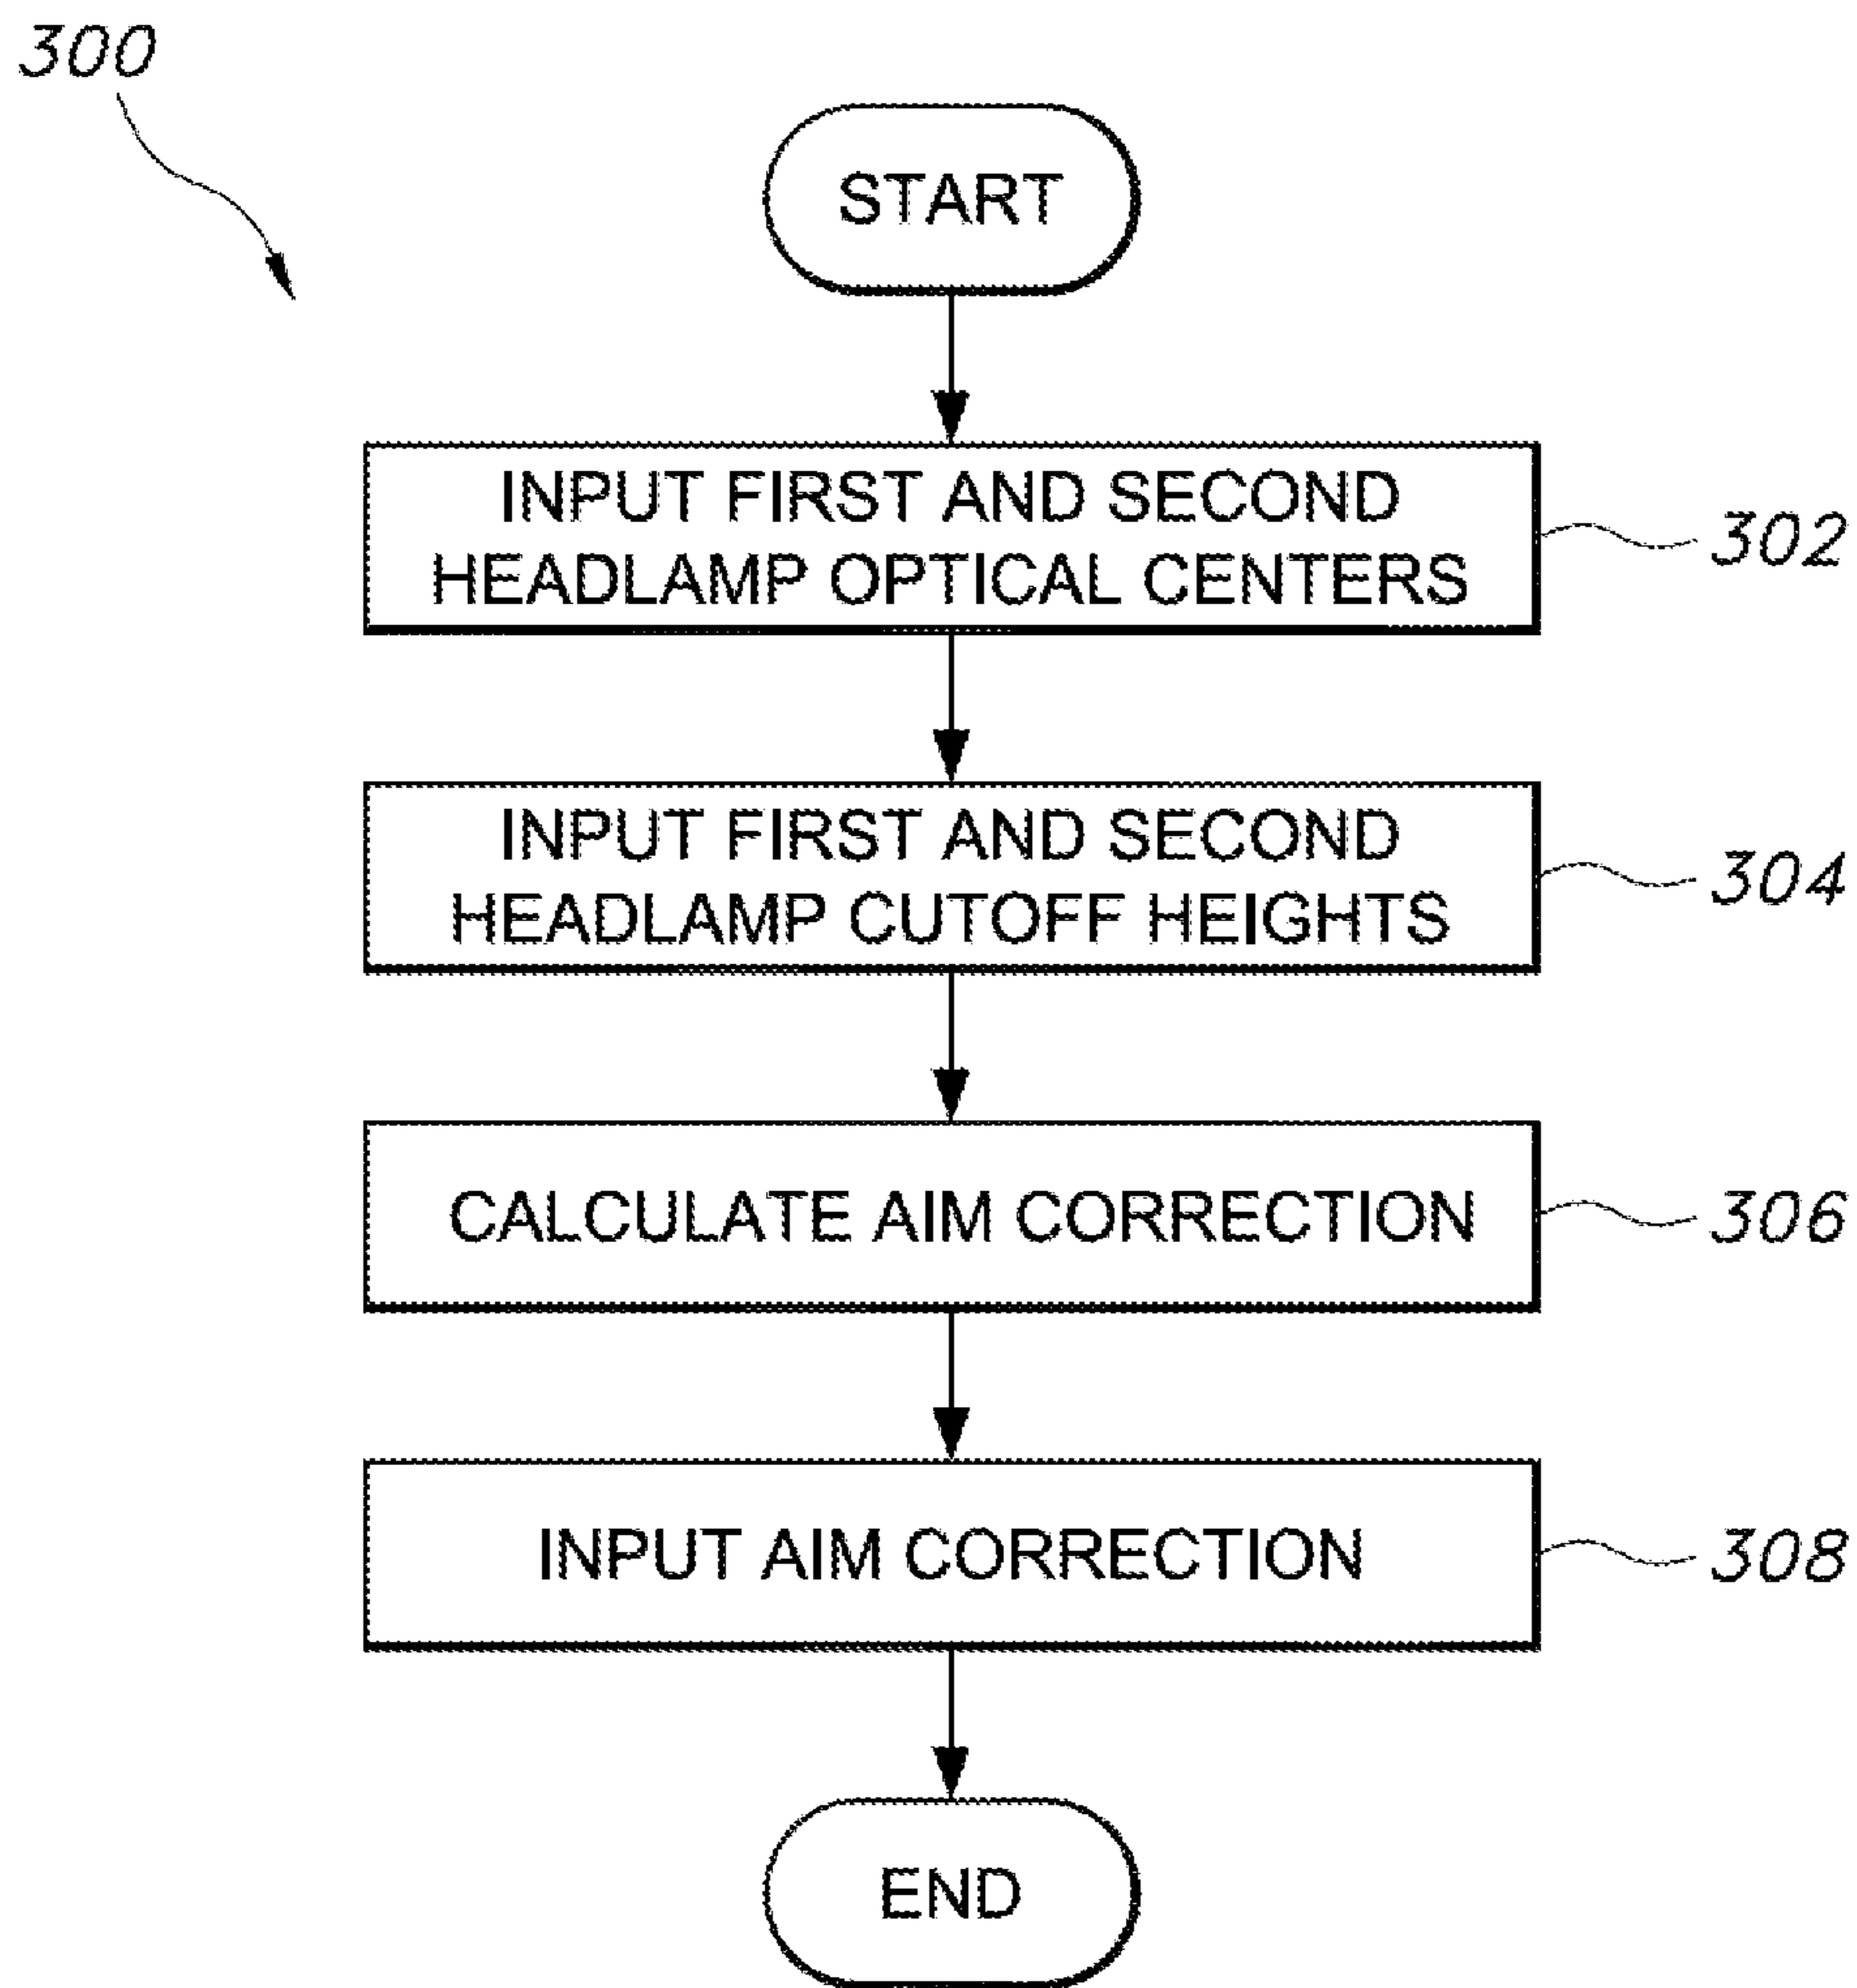 300
START
INPUT FIRST AND SECOND
HEADLAMP OPTICAL CENTERS
302
INPUT FIRST AND SECOND
HEADLAMP CUTOFF HEIGHTS
304
CALCULATE AIM CORRECTION
306
INPUT AIM CORRECTION
308
END